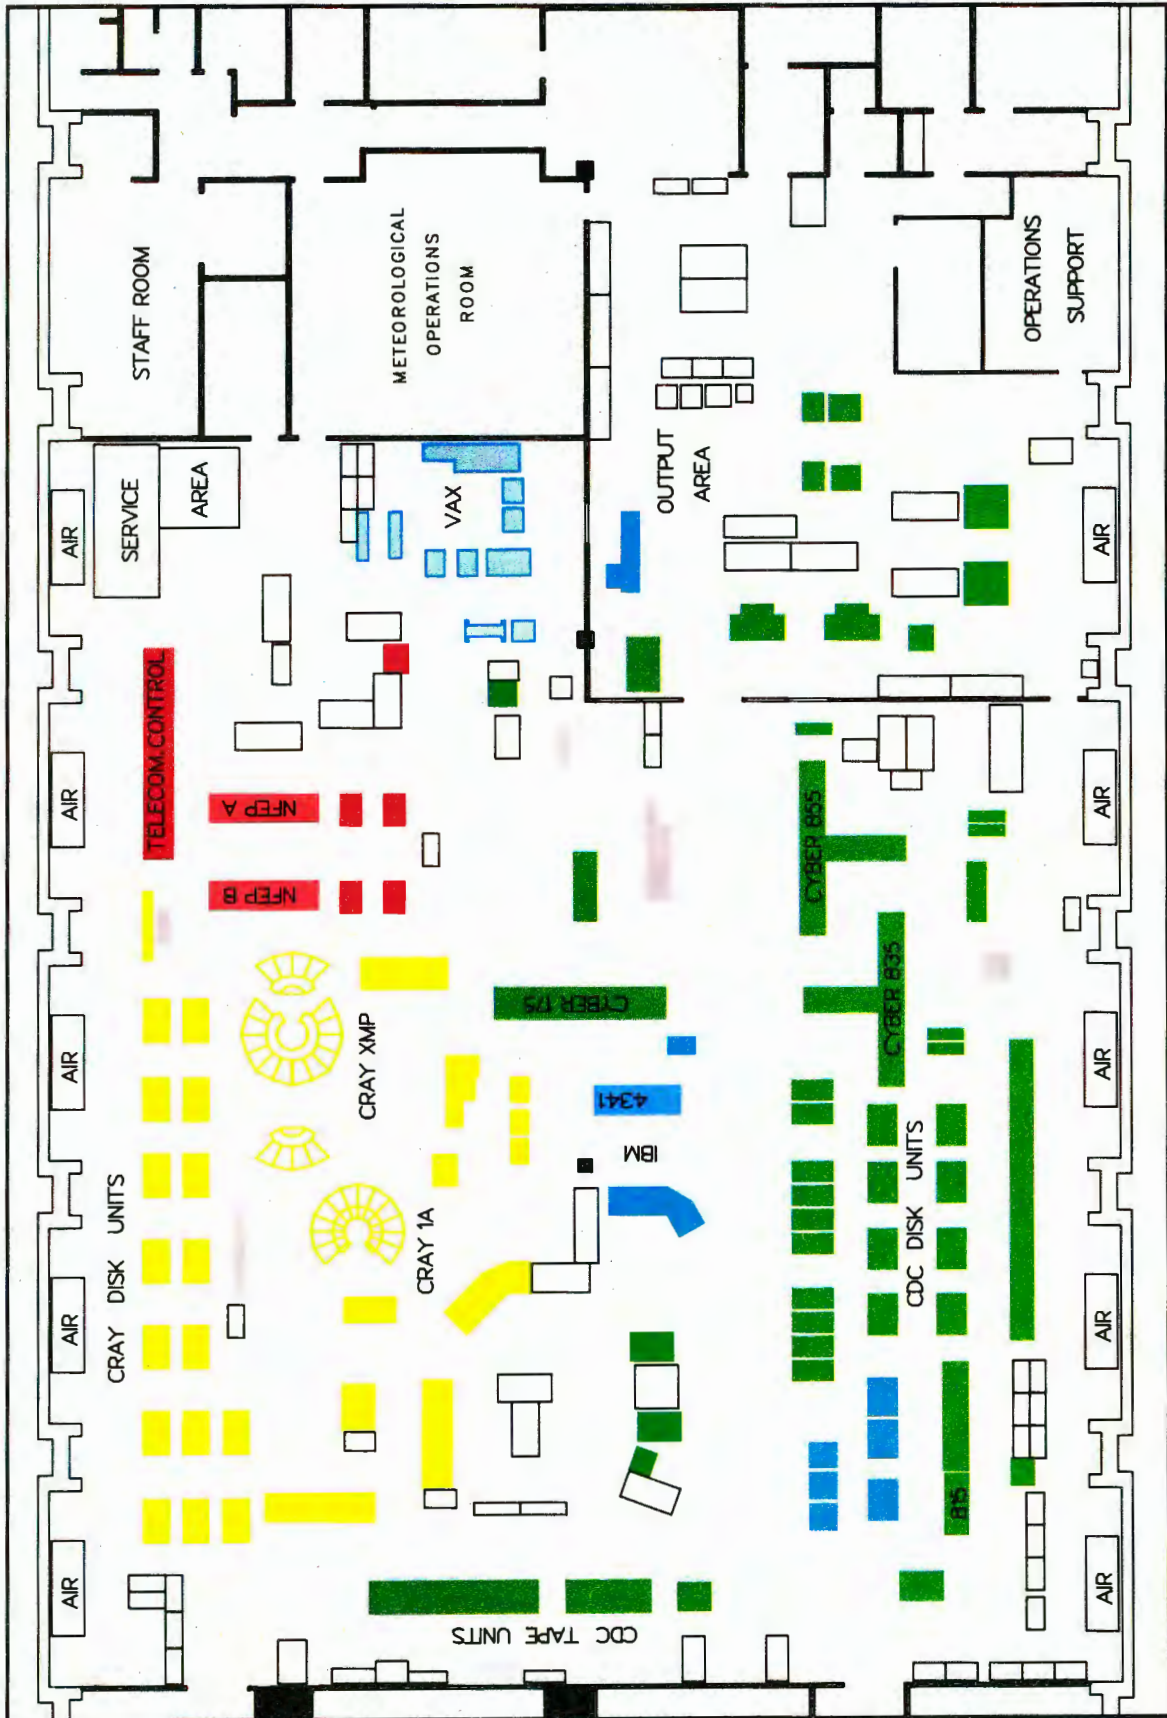 STAFF ROOM
METEOROLOGICAL
OPERATIONS
ROOM
OPERATIONS
SUPPORT
SERVICE
AREA
VAX
OUTPUT
AREA
AIR
AIR
TELECOM.CONTROL
NFEP A
NFEP B
AIR
AIR
CYBER 855
CYBER 835
CYBER 175
AIR
AIR
CRAY XMP
4341
IBM
CRAY DISK UNITS
CRAY 1A
CDC DISK UNITS
AIR
AIR
815
AIR
AIR
CDC TAPE UNITS